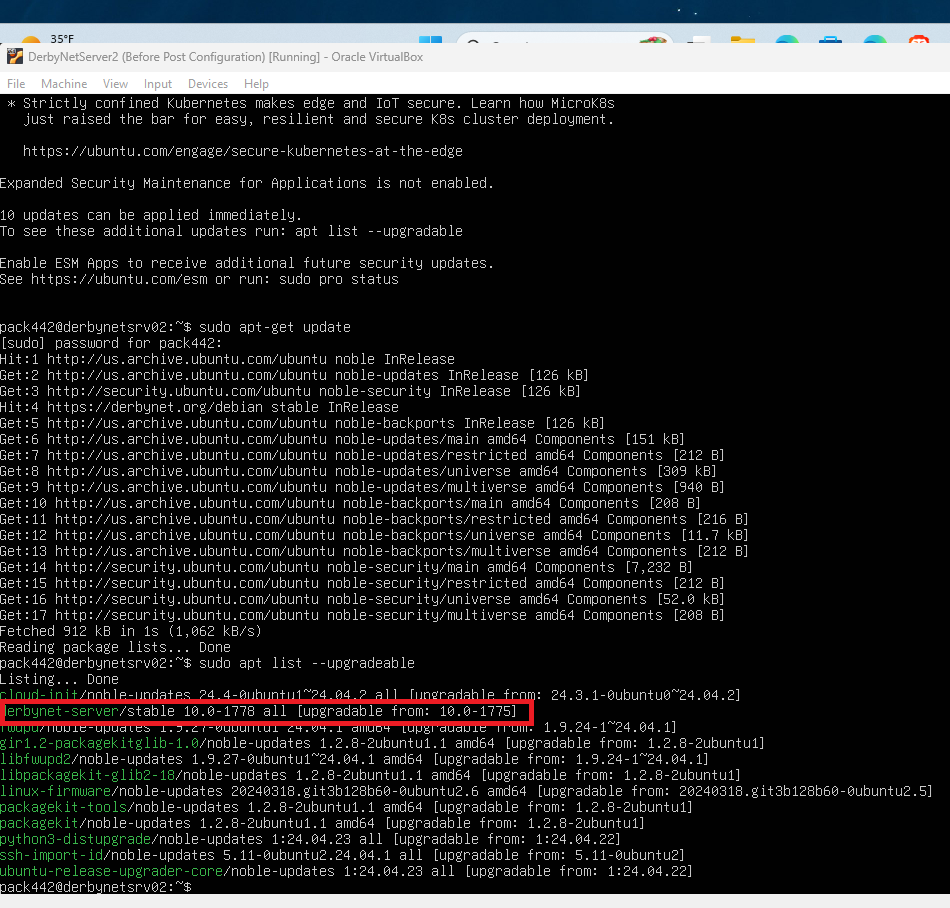 35°F
DerbyNetServer2 (Before Post Configuration) [Running] - Oracle VirtualBox
File Machine View Input Devices Help
* Strictly confined Kubernetes makes edge and IoT secure. Learn how MicroK8s
just raised the bar for easy, resilient and secure K8s cluster deployment.
https://ubuntu.com/engage/secure-kubernetes-at-the-edge
Expanded Security Maintenance for Applications is not enabled.
10 updates can be applied immediately.
To see these additional updates run: apt list --upgradable
Enable ESM Apps to receive additional future security updates.
See https://ubuntu.com/esm or run: sudo pro status
pack442@derbynetsrv02:~$ sudo apt-get update
[sudo] password for pack442:
Hit:1 http://us.archive.ubuntu.com/ubuntu noble InRelease
Get:2 http://us.archive.ubuntu.com/ubuntu noble-updates InRelease [126 kB]
Get:3 http://security.ubuntu.com/ubuntu noble-security InRelease [126 kB]
Hit:4 https://derbynet.org/debian stable InRelease
Get:5 http://us.archive.ubuntu.com/ubuntu noble-backports InRelease [126 kB]
Get:6 http://us.archive.ubuntu.com/ubuntu noble-updates/main amd64 Components [151 kB]
Get:7 http://us.archive.ubuntu.com/ubuntu noble-updates/restricted amd64 Components [212 B]
Get:8 http://us.archive.ubuntu.com/ubuntu noble-updates/universe amd64 Components [309 kB]
Get:9 http://us.archive.ubuntu.com/ubuntu noble-updates/multiverse amd64 Components [940 B]
Get:10 http://us.archive.ubuntu.com/ubuntu noble-backports/main amd64 Components [208 B]
Get:11 http://us.archive.ubuntu.com/ubuntu noble-backports/restricted amd64 Components [216 B]
Get:12 http://us.archive.ubuntu.com/ubuntu noble-backports/universe amd64 Components [11.7 kB]
Get:13 http://us.archive.ubuntu.com/ubuntu noble-backports/multiverse amd64 Components [212 B]
Get:14 http://security.ubuntu.com/ubuntu noble-security/main amd64 Components [7,232 B]
Get:15 http://security.ubuntu.com/ubuntu noble-security/restricted amd64 Components [212 B]
Get:16 http://security.ubuntu.com/ubuntu noble-security/universe amd64 Components [52.0 kB]
Get:17 http://security.ubuntu.com/ubuntu noble-security/multiverse amd64 Components [208 B]
Fetched 912 kB in 1s (1,062 kB/s)
Reading package lists... Done
pack442@derbynetsrv02:~$ sudo apt list --upgradeable
Listing... Done
cloud-init/noble-updates 24.4-0ubuntu1~24.04.2 all [upgradable from: 24.3.1-0ubuntu0~24.04.2]
derbynet-server/stable 10.0-1778 all [upgradable from: 10.0-1775]
fwupd/noble-updates 1.9.27-0ubuntu1~24.04.1 amd64 [upgradable from: 1.9.24-1~24.04.1]
gir1.2-packagekitglib-1.0/noble-updates 1.2.8-2ubuntu1.1 amd64 [upgradable from: 1.2.8-2ubuntu1]
libfwupd2/noble-updates 1.9.27-0ubuntu1~24.04.1 amd64 [upgradable from: 1.9.24-1~24.04.1]
libpackagekit-glib2-18/noble-updates 1.2.8-2ubuntu1.1 amd64 [upgradable from: 1.2.8-2ubuntu1]
linux-firmware/noble-updates 20240318.git3b128b60-0ubuntu2.6 amd64 [upgradable from: 20240318.git3b128b60-0ubuntu2.5]
packagekit-tools/noble-updates 1.2.8-2ubuntu1.1 amd64 [upgradable from: 1.2.8-2ubuntu1]
packagekit/noble-updates 1.2.8-2ubuntu1.1 amd64 [upgradable from: 1.2.8-2ubuntu1]
python3-distupgrade/noble-updates 1:24.04.23 all [upgradable from: 1:24.04.22]
ssh-import-id/noble-updates 5.11-0ubuntu2.24.04.1 all [upgradable from: 5.11-0ubuntu2]
ubuntu-release-upgrader-core/noble-updates 1:24.04.23 all [upgradable from: 1:24.04.22]
pack442@derbynetsrv02:~$